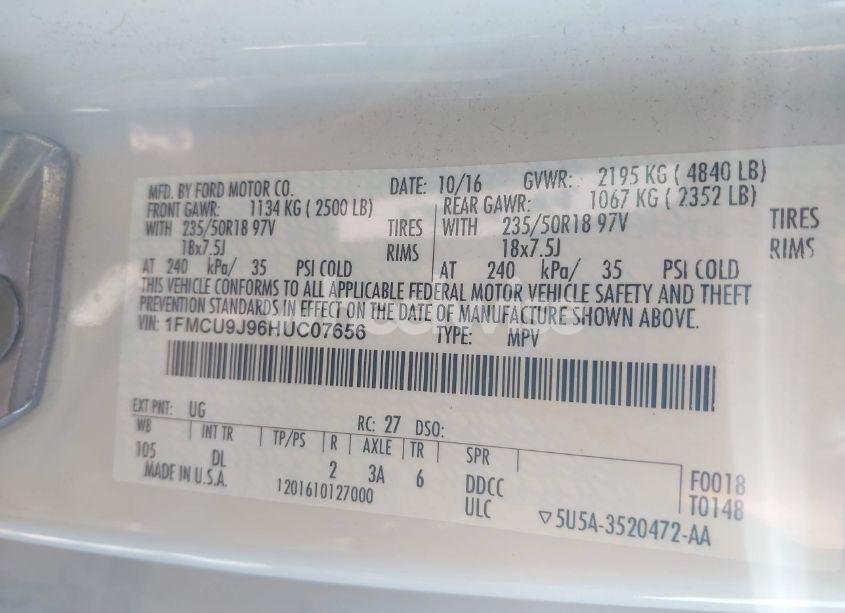 MFD. BY FORD MOTOR CO. DATE: 10/16 GVWR: 2195 KG ( 4840 LB)
FRONT GAWR: 1134 KG ( 2500 LB) REAR GAWR: 1067 KG ( 2352 LB)
WITH 235/50R18 97V TIRES WITH 235/50R18 97V TIRES
18x7.5J RIMS 18x7.5J RIMS
AT 240 kPa/ 35 PSI COLD AT 240 kPa/ 35 PSI COLD
THIS VEHICLE CONFORMS TO ALL APPLICABLE FEDERAL MOTOR VEHICLE SAFETY AND THEFT
PREVENTION STANDARDS IN EFFECT ON THE DATE OF MANUFACTURE SHOWN ABOVE.
VIN: 1FMCU9J96HUC07656 TYPE: MPV
EXT PNT: UG RC: 27 DSO:
WB INT TR TP/PS R AXLE TR SPR
105 DL 2 3A 6 DDCC F0018
MADE IN U.S.A. 1201610127000 ULC T0148
▽5U5A-3520472-AA